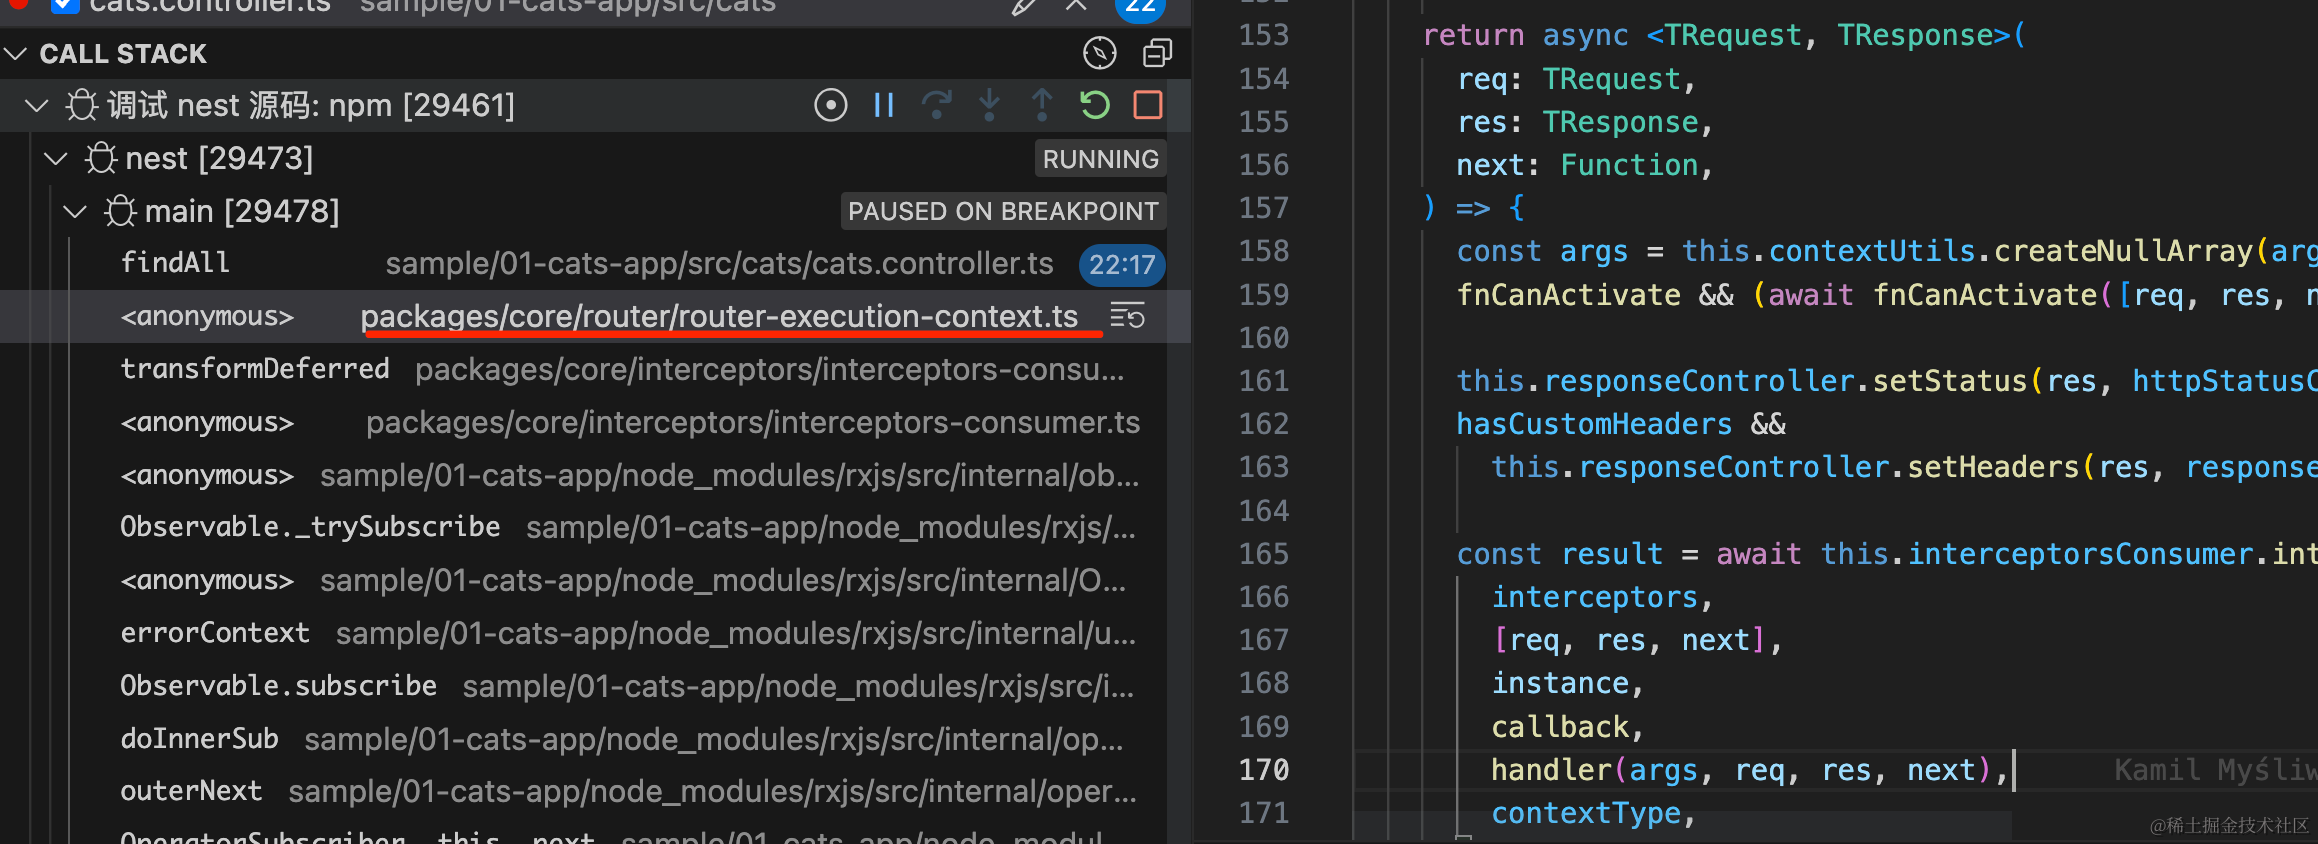 cats.controller.ts sample/01-cats-app/src/cats 22
CALL STACK
调试 nest 源码: npm [29461]
nest [29473] RUNNING
main [29478] PAUSED ON BREAKPOINT
findAll sample/01-cats-app/src/cats/cats.controller.ts 22:17
<anonymous> packages/core/router/router-execution-context.ts
transformDeferred packages/core/interceptors/interceptors-consu...
<anonymous> packages/core/interceptors/interceptors-consumer.ts
<anonymous> sample/01-cats-app/node_modules/rxjs/src/internal/ob...
Observable._trySubscribe sample/01-cats-app/node_modules/rxjs/...
<anonymous> sample/01-cats-app/node_modules/rxjs/src/internal/O...
errorContext sample/01-cats-app/node_modules/rxjs/src/internal/u...
Observable.subscribe sample/01-cats-app/node_modules/rxjs/src/i...
doInnerSub sample/01-cats-app/node_modules/rxjs/src/internal/op...
outerNext sample/01-cats-app/node_modules/rxjs/src/internal/oper...
OperatorSubscriber._this._next sample/01-cats-app/node_modul
153 return async <TRequest, TResponse>(
154 req: TRequest,
155 res: TResponse,
156 next: Function,
157 ) => {
158 const args = this.contextUtils.createNullArray(arg
159 fnCanActivate && (await fnCanActivate([req, res, n
160
161 this.responseController.setStatus(res, httpStatusC
162 hasCustomHeaders &&
163 this.responseController.setHeaders(res, response
164
165 const result = await this.interceptorsConsumer.int
166 interceptors,
167 [req, res, next],
168 instance,
169 callback,
170 handler(args, req, res, next), Kamil Myśliw
171 contextType,
@稀土掘金技术社区